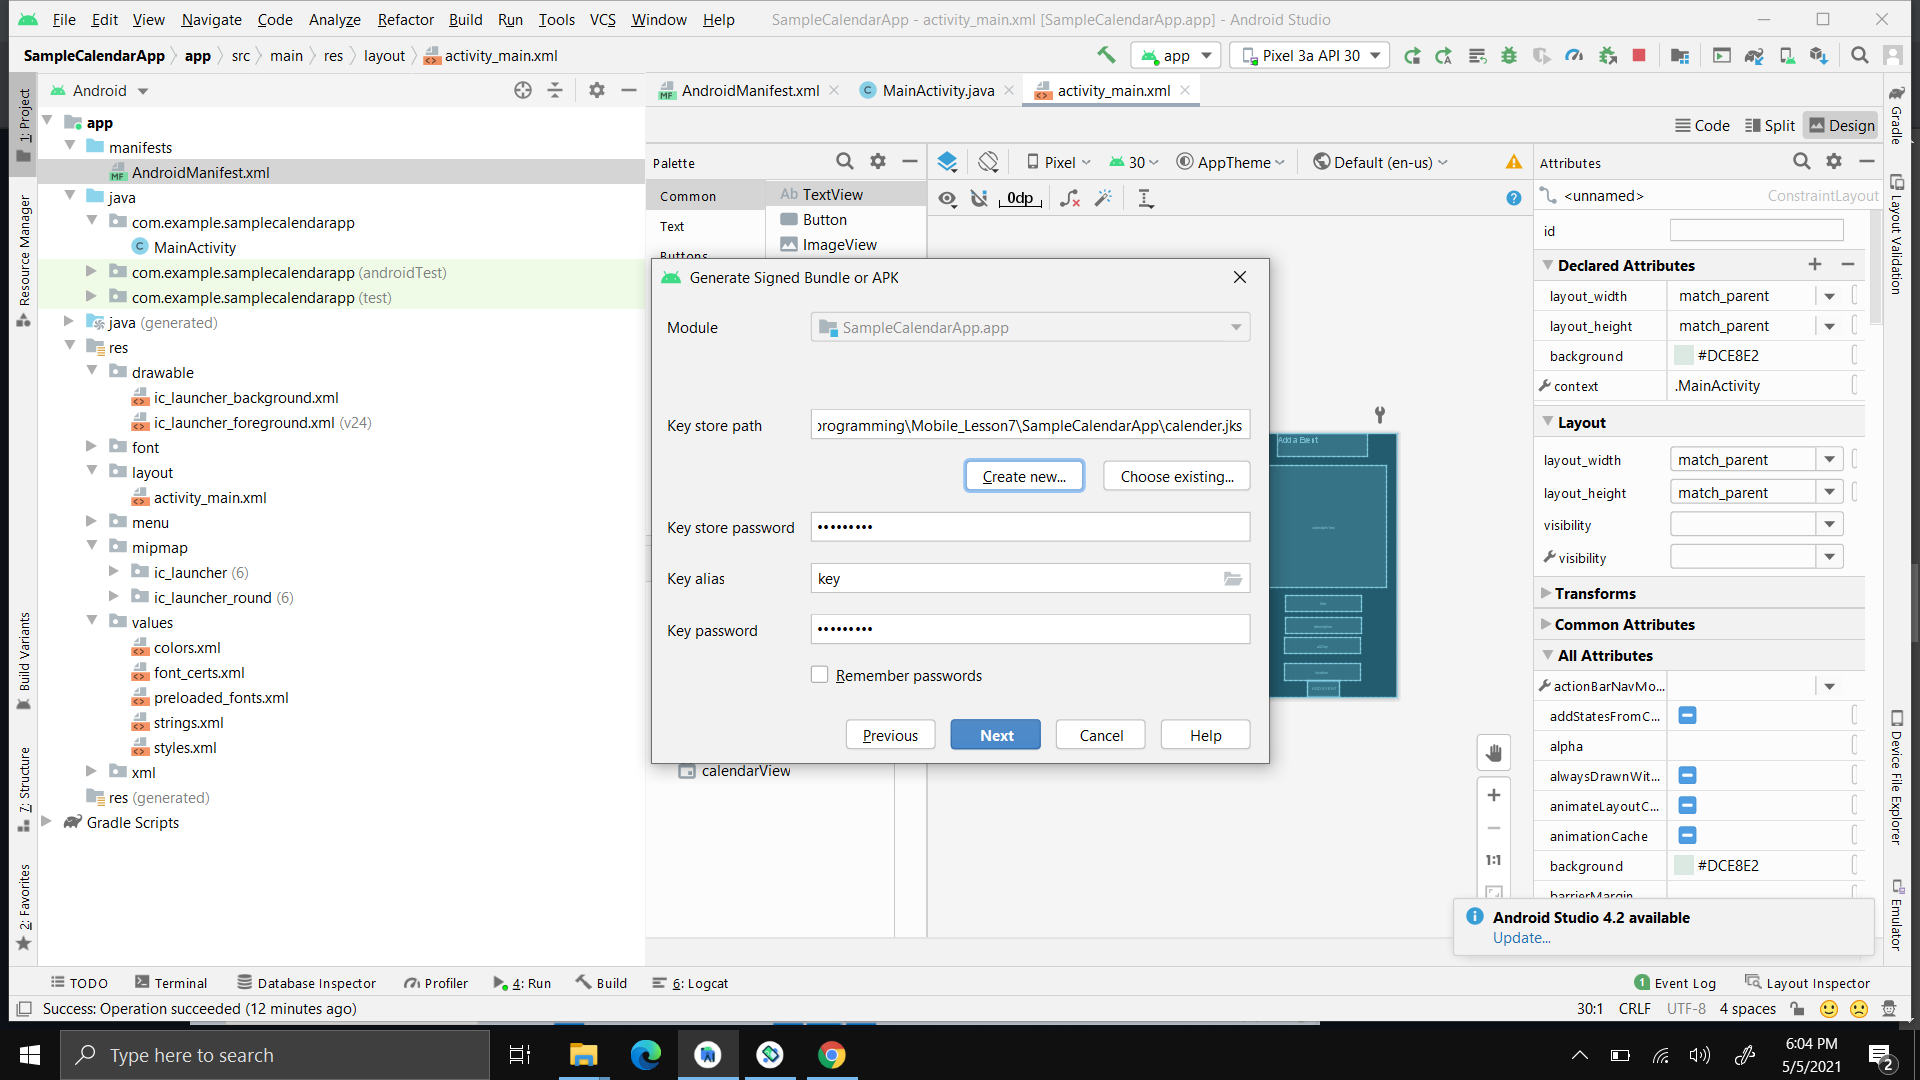 File Edit View Navigate Code Analyze Refactor Build Run Tools VCS Window Help SampleCalendarApp - activity_main.xml [SampleCalendarApp.app] - Android Studio
SampleCalendarApp app src main res layout activity_main.xml app Pixel 3a API 30
Android AndroidManifest.xml MainActivity.java activity_main.xml
1: Project
Resource Manager
Build Variants
7: Structure
2: Favorites
app
manifests
AndroidManifest.xml
java
com.example.samplecalendarapp
MainActivity
com.example.samplecalendarapp (androidTest)
com.example.samplecalendarapp (test)
java (generated)
res
drawable
ic_launcher_background.xml
ic_launcher_foreground.xml (v24)
font
layout
activity_main.xml
menu
mipmap
ic_launcher (6)
ic_launcher_round (6)
values
colors.xml
font_certs.xml
preloaded_fonts.xml
strings.xml
styles.xml
xml
res (generated)
Gradle Scripts
Code Split Design
Palette
Common
Text
Buttons
Ab TextView
Button
ImageView
calendarView
Pixel 30 AppTheme Default (en-us)
0dp
Generate Signed Bundle or APK
Module SampleCalendarApp.app
Key store path programming\Mobile_Lesson7\SampleCalendarApp\calender.jks
Create new... Choose existing...
Key store password •••••••••
Key alias key
Key password •••••••••
Remember passwords
Previous Next Cancel Help
Add a Event
1:1
Attributes
<unnamed> ConstraintLayout
id
Declared Attributes
layout_width match_parent
layout_height match_parent
background #DCE8E2
context .MainActivity
Layout
layout_width match_parent
layout_height match_parent
visibility
visibility
Transforms
Common Attributes
All Attributes
actionBarNavMo...
addStatesFromC...
alpha
alwaysDrawnWit...
animateLayoutC...
animationCache
background #DCE8E2
barrierMargin
Android Studio 4.2 available
Update...
Gradle
Layout Validation
Device File Explorer
Emulator
TODO Terminal Database Inspector Profiler 4: Run Build 6: Logcat 1 Event Log Layout Inspector
Success: Operation succeeded (12 minutes ago) 30:1 CRLF UTF-8 4 spaces
Type here to search
6:04 PM
5/5/2021
2